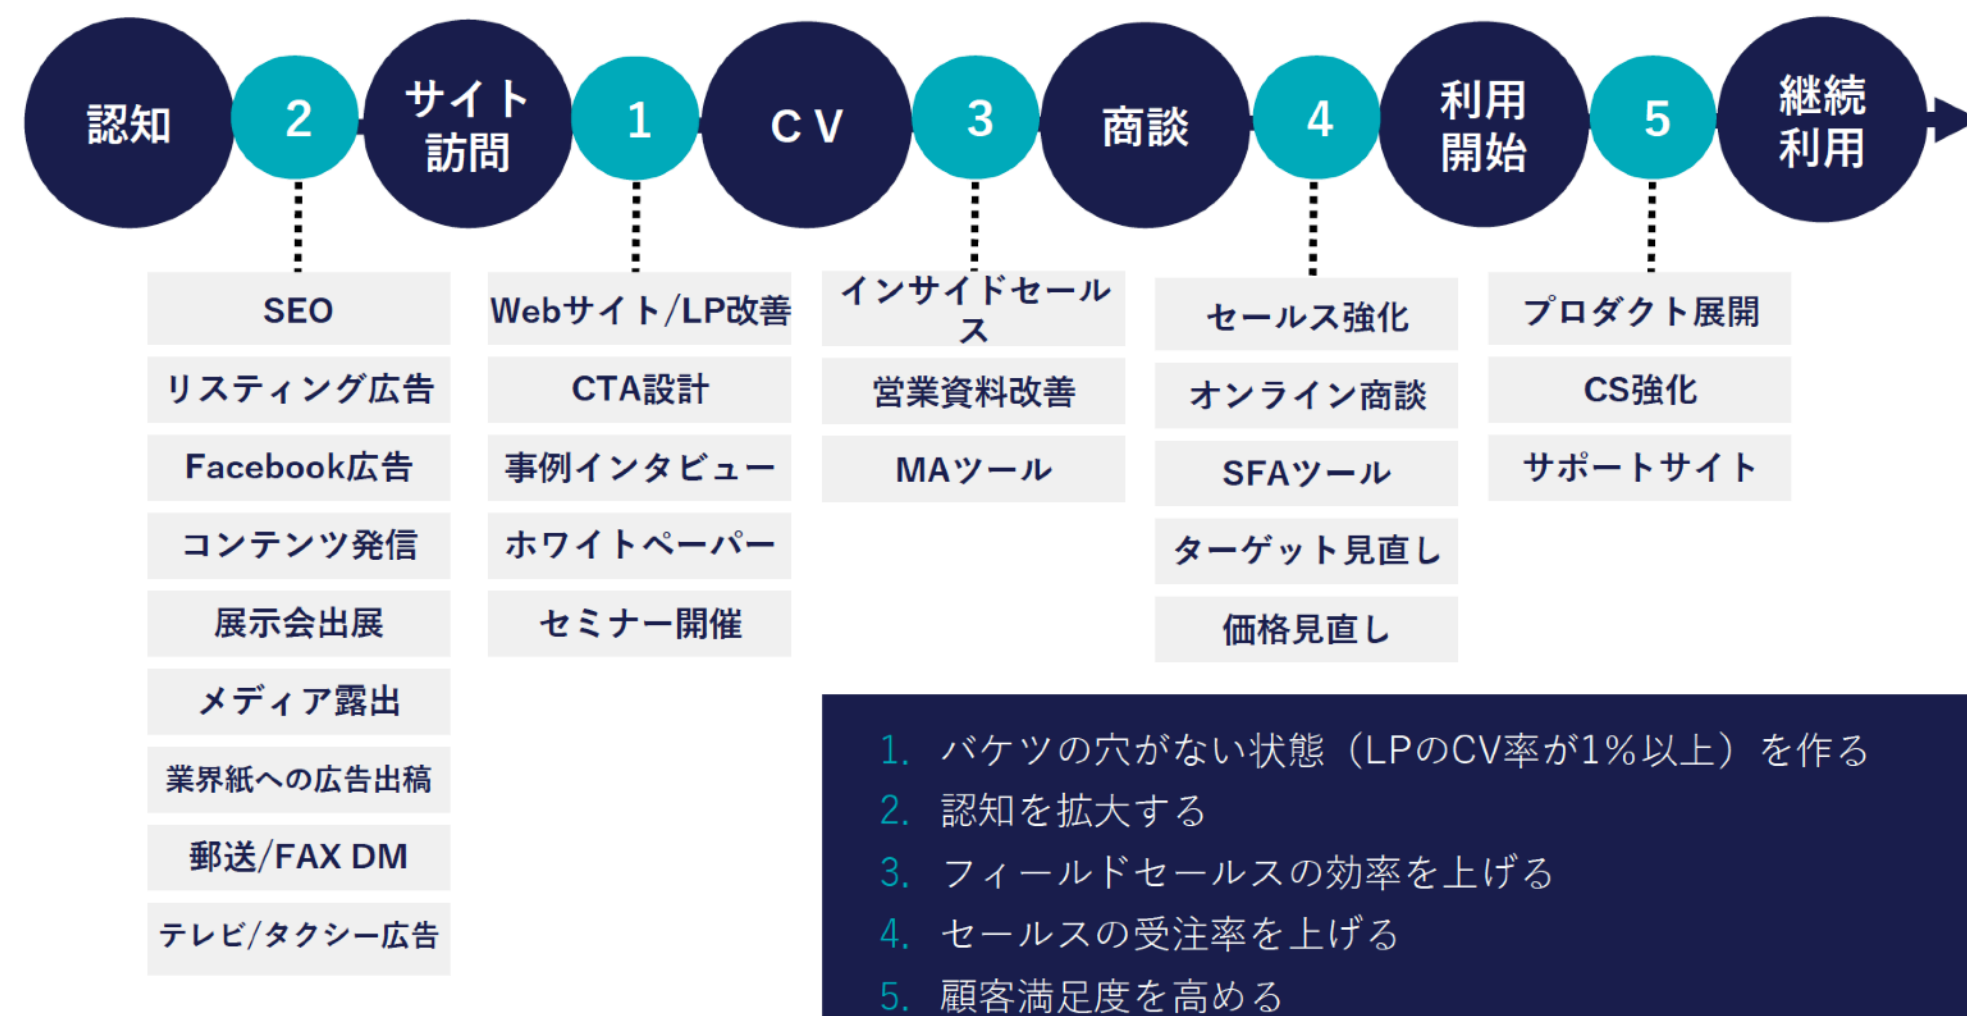 認知
2
サイト
訪問
1
ＣＶ
3
商談
4
利用
開始
5
継続
利用
SEO
リスティング広告
Facebook広告
コンテンツ発信
展示会出展
メディア露出
業界紙への広告出稿
郵送/FAX DM
テレビ/タクシー広告
Webサイト/LP改善
CTA設計
事例インタビュー
ホワイトペーパー
セミナー開催
インサイドセール
ス
営業資料改善
MAツール
セールス強化
オンライン商談
SFAツール
ターゲット見直し
価格見直し
プロダクト展開
CS強化
サポートサイト
1. バケツの穴がない状態（LPのCV率が1%以上）を作る
2. 認知を拡大する
3. フィールドセールスの効率を上げる
4. セールスの受注率を上げる
5. 顧客満足度を高める